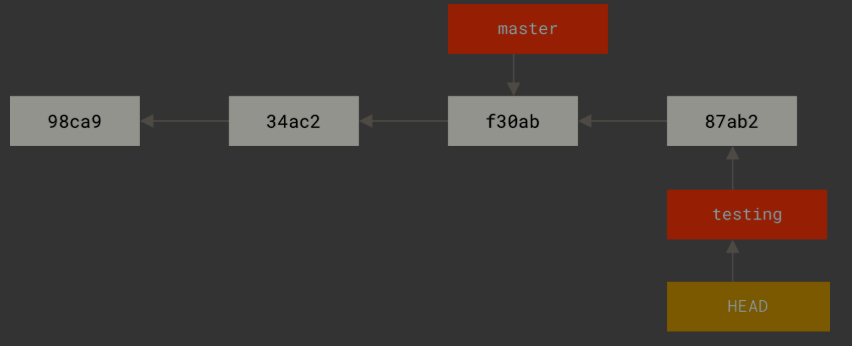 master
98ca9
34ac2
f30ab
87ab2
testing
HEAD